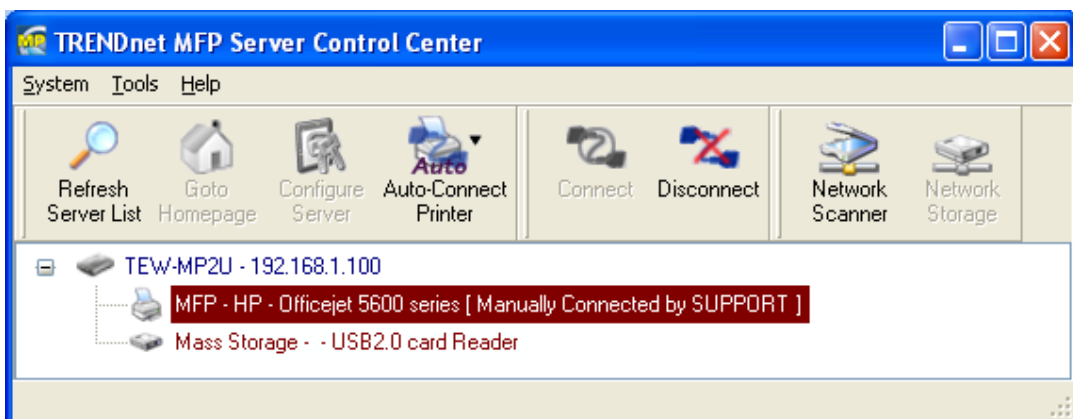 TRENDnet MFP Server Control Center
System Tools Help
Auto
Refresh Goto Configure Auto-Connect Connect Disconnect Network Network
Server List Homepage Server Printer Scanner Storage
TEW-MP2U - 192.168.1.100
MFP - HP - Officejet 5600 series [ Manually Connected by SUPPORT ]
Mass Storage - - USB2.0 card Reader